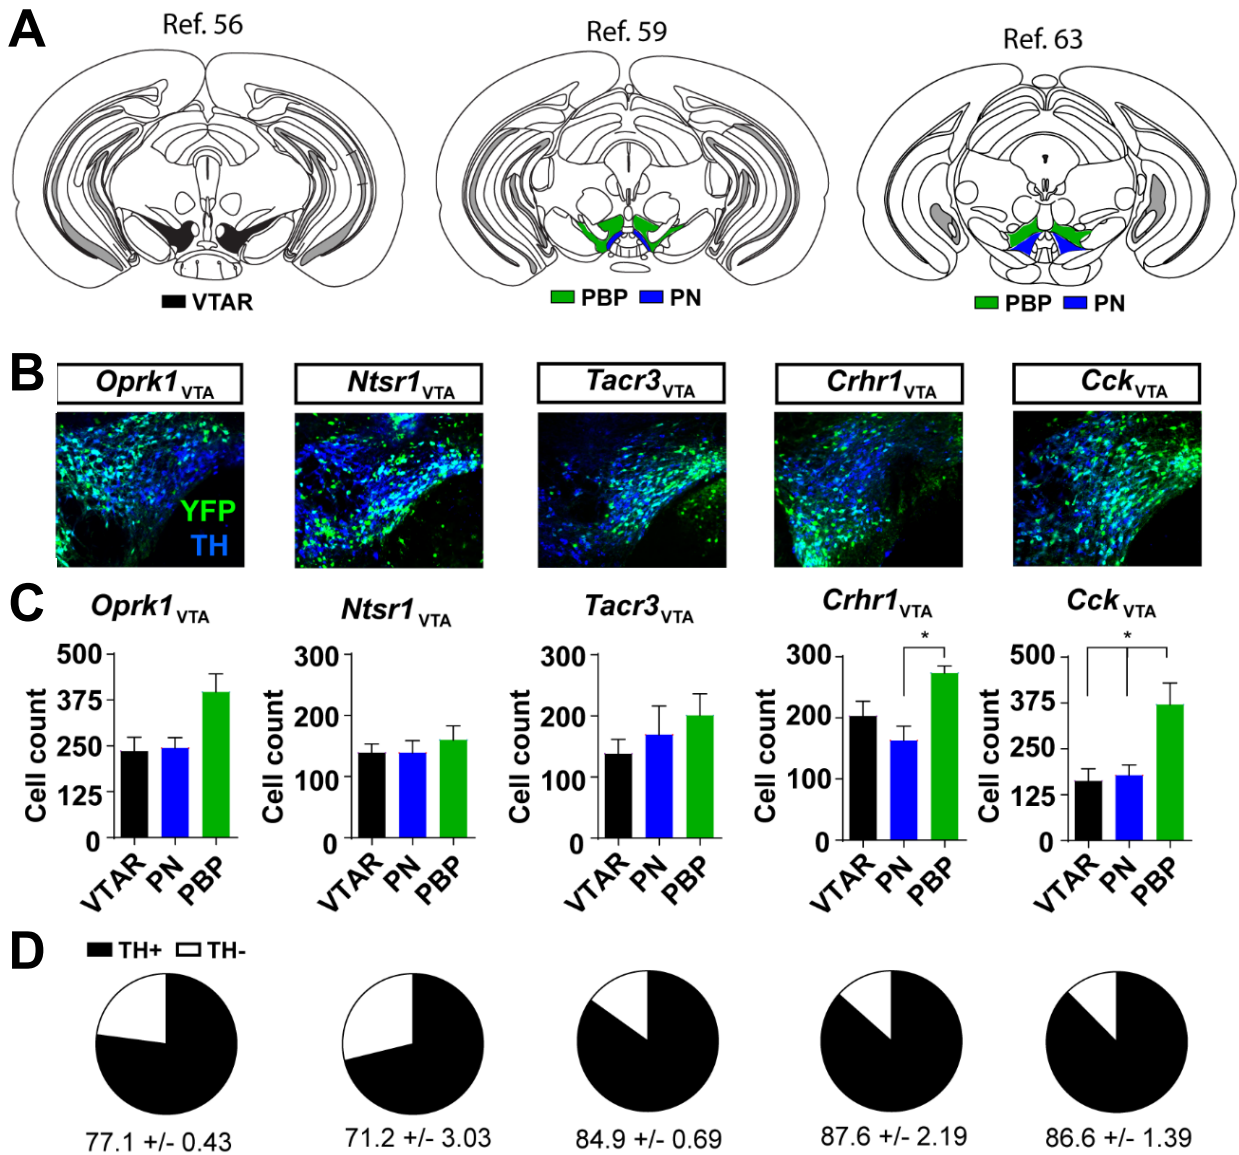 A
Ref. 56
Ref. 59
Ref. 63
VTAR
PBP PN
PBP PN
B
Oprk1VTA
Ntsr1VTA
Tacr3VTA
Crhr1VTA
CckVTA
YFP
TH
C
Oprk1VTA
Ntsr1VTA
Tacr3VTA
Crhr1VTA
CckVTA
Cell count
500
375
250
125
0
VTAR
PN
PBP
Cell count
300
200
100
0
VTAR
PN
PBP
Cell count
300
200
100
0
VTAR
PN
PBP
Cell count
300
200
100
0
*
VTAR
PN
PBP
Cell count
500
375
250
125
0
*
VTAR
PN
PBP
D
TH+ TH-
77.1 +/- 0.43
71.2 +/- 3.03
84.9 +/- 0.69
87.6 +/- 2.19
86.6 +/- 1.39